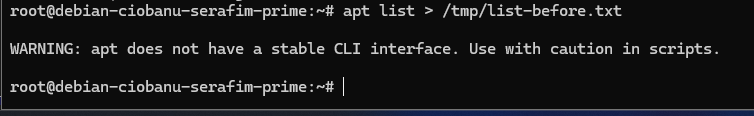 root@debian-ciobanu-serafim-prime:~# apt list > /tmp/list-before.txt
WARNING: apt does not have a stable CLI interface. Use with caution in scripts.
root@debian-ciobanu-serafim-prime:~#